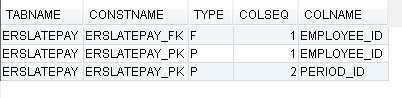 TABNAME CONSTNAME TYPE COLSEQ COLNAME
ERSLATEPAY ERSLATEPAY_FK F 1 EMPLOYEE_ID
ERSLATEPAY ERSLATEPAY_PK P 1 EMPLOYEE_ID
ERSLATEPAY ERSLATEPAY_PK P 2 PERIOD_ID